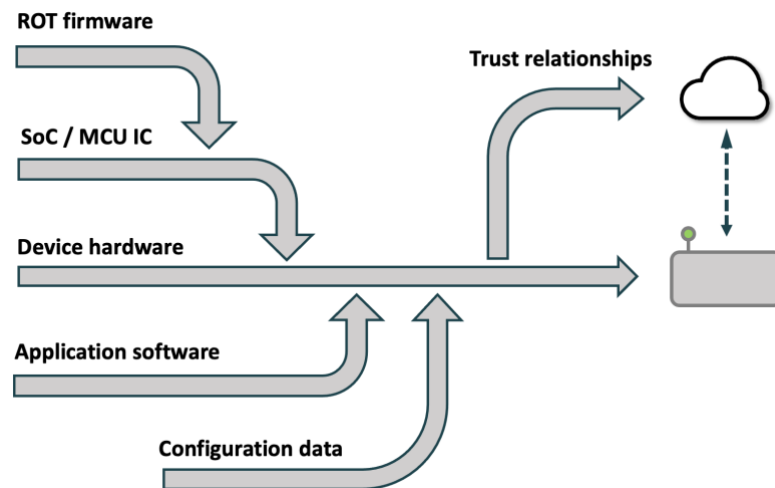 ROT firmware
Trust relationships
SoC / MCU IC
Device hardware
Application software
Configuration data